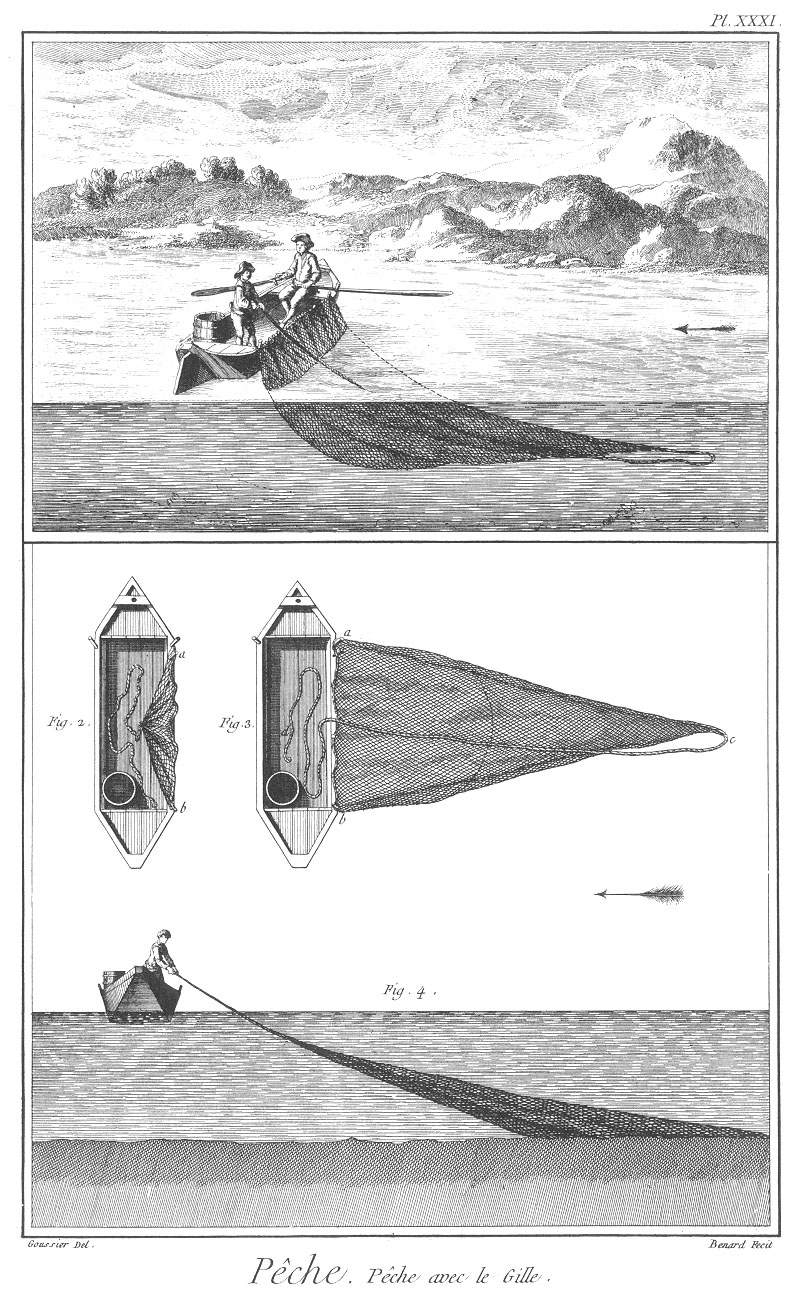 Pl. XXXI.
a
Fig. 2.
b
a
Fig. 3.
d
c
b
Fig. 4.
Goussier Del.
Benard Fecit
Pêche. Pêche avec le Gille.